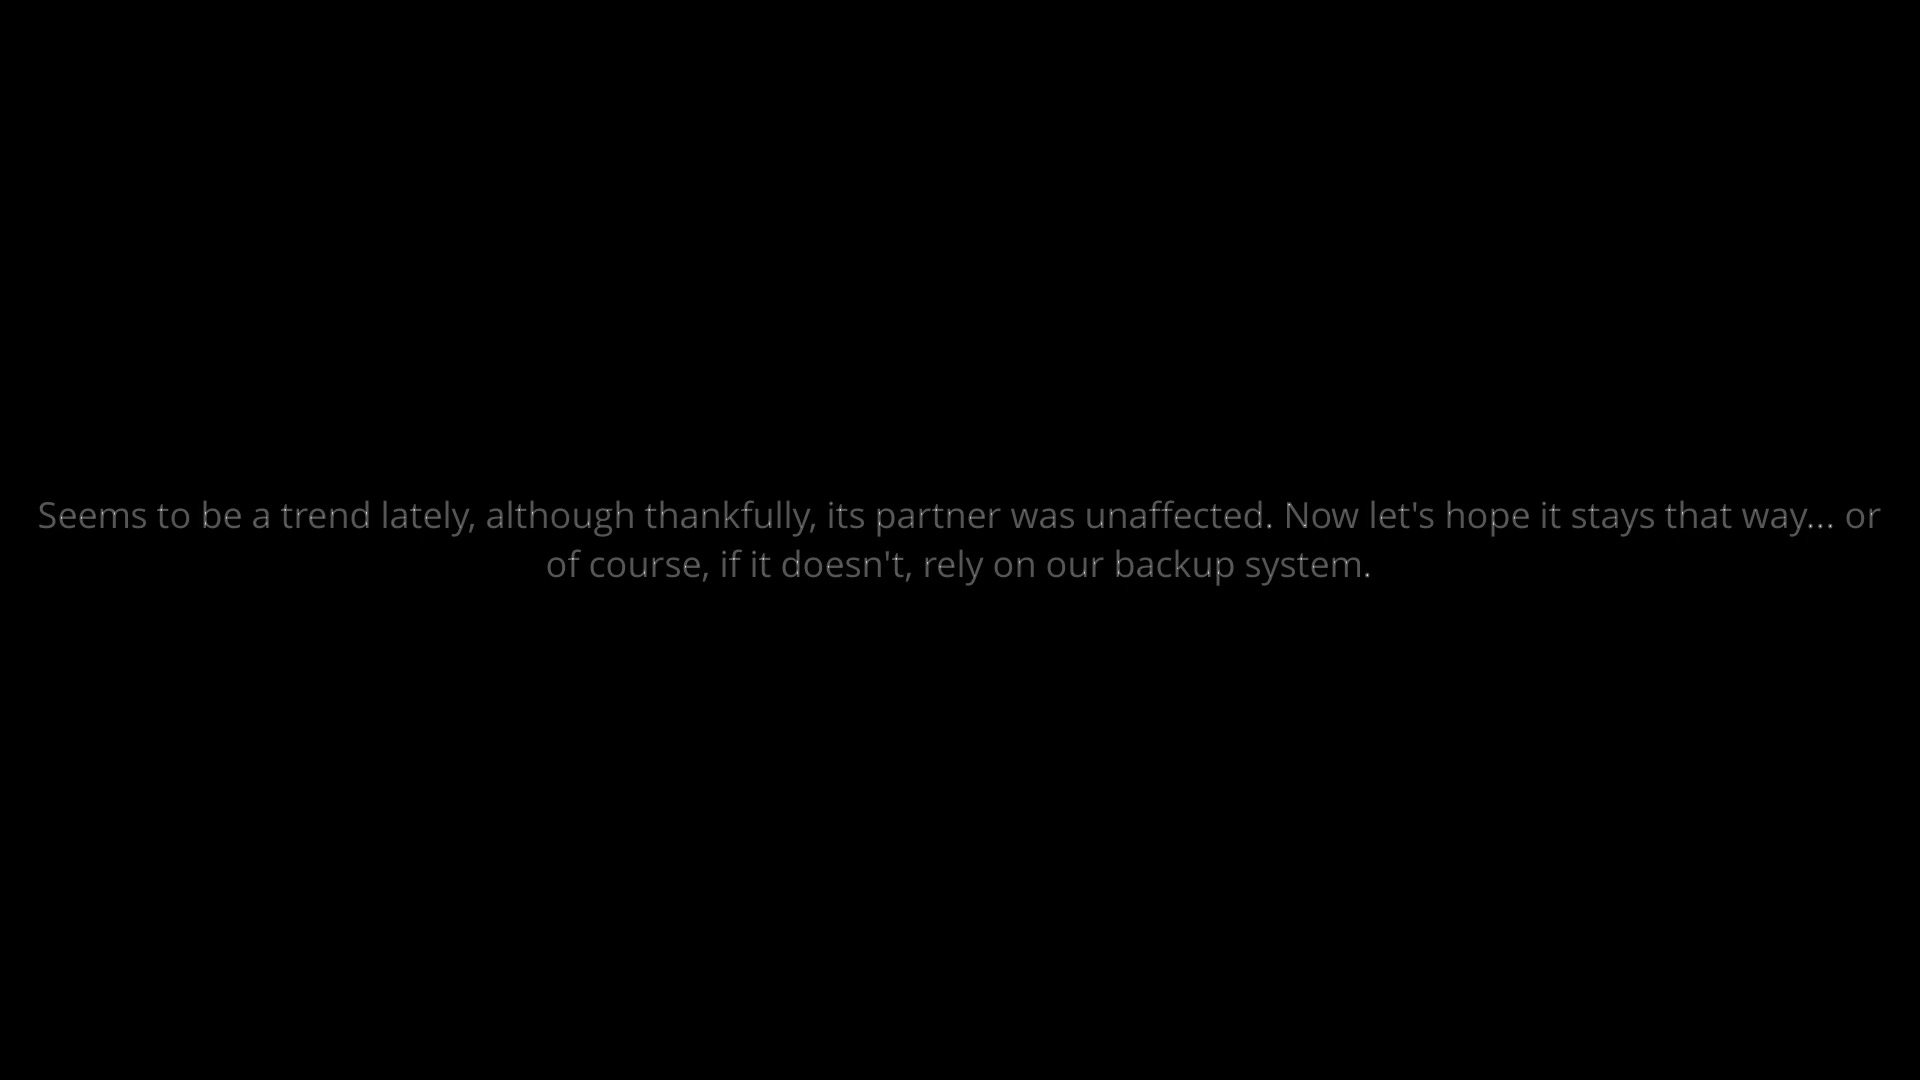 Seems to be a trend lately, although thankfully, its partner was unaffected. Now let's hope it stays that way... or
of course, if it doesn't, rely on our backup system.